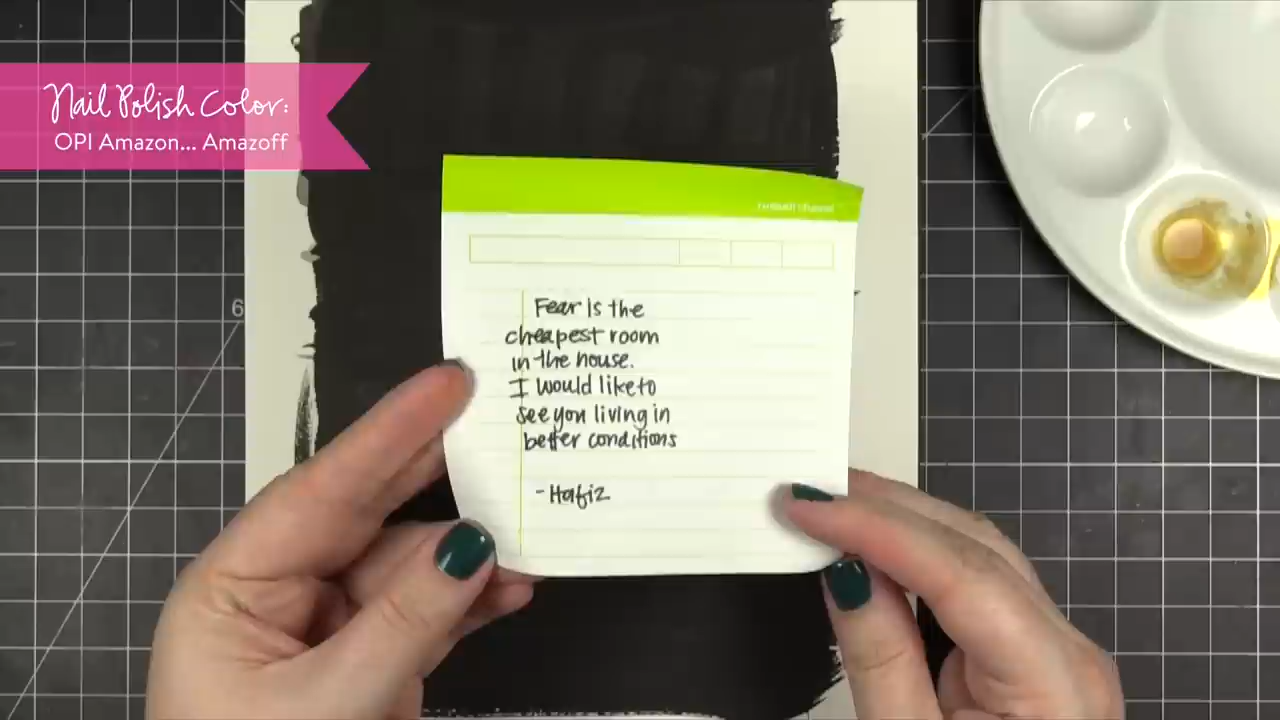 Nail Polish Color:
OPI Amazon... Amazoff
Fear is the
cheapest room
in the house.
I would like to
see you living in
better conditions
-Hafiz
6